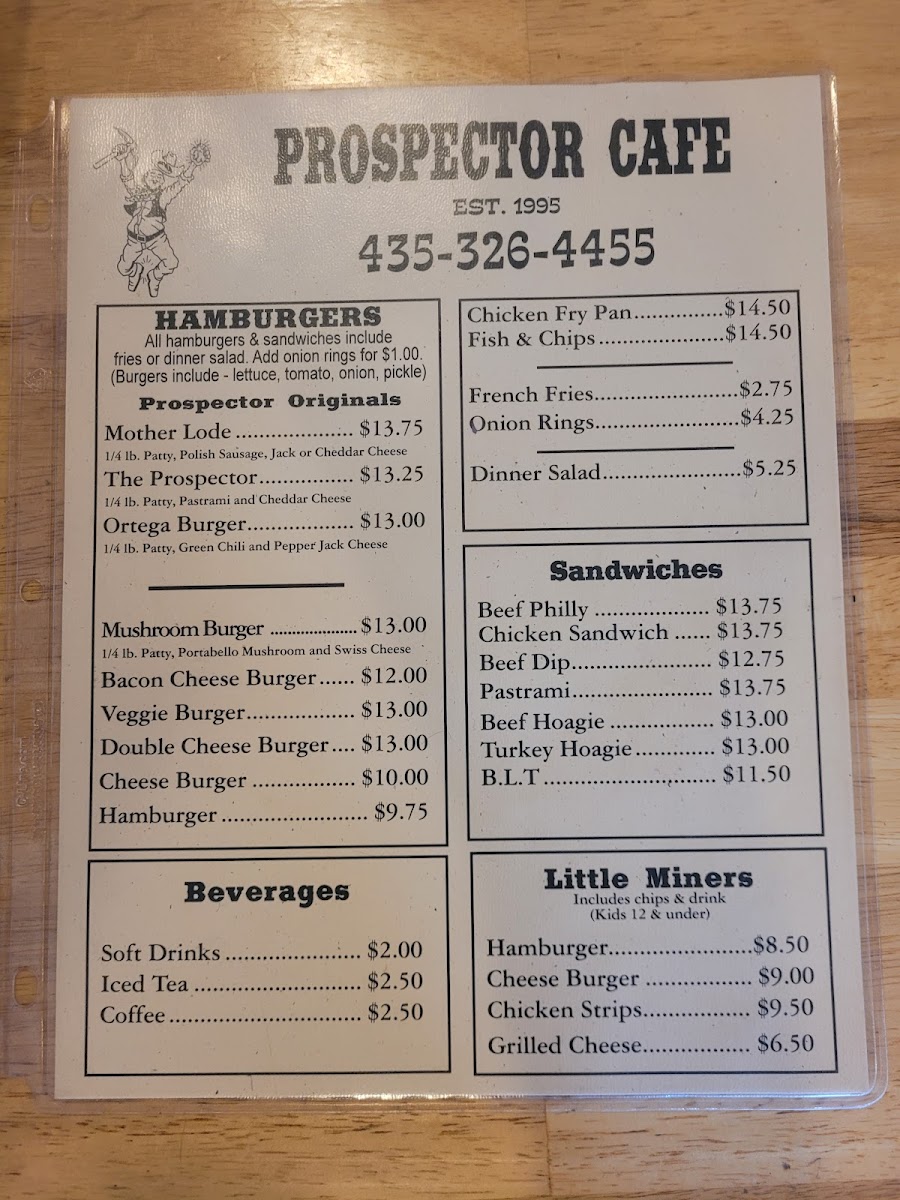 PROSPECTOR CAFE
EST. 1995
435-326-4455
HAMBURGERS
All hamburgers & sandwiches include
fries or dinner salad. Add onion rings for $1.00.
(Burgers include - lettuce, tomato, onion, pickle)
Prospector Originals
Mother Lode .................. $13.75
1/4 lb. Patty, Polish Sausage, Jack or Cheddar Cheese
The Prospector................ $13.25
1/4 lb. Patty, Pastrami and Cheddar Cheese
Ortega Burger.................. $13.00
1/4 lb. Patty, Green Chili and Pepper Jack Cheese
Mushroom Burger ..................... $13.00
1/4 lb. Patty, Portabello Mushroom and Swiss Cheese
Bacon Cheese Burger...... $12.00
Veggie Burger.................. $13.00
Double Cheese Burger.... $13.00
Cheese Burger ................. $10.00
Hamburger ........................ $9.75
Beverages
Soft Drinks ....................... $2.00
Iced Tea ............................ $2.50
Coffee................................ $2.50
Chicken Fry Pan...............$14.50
Fish & Chips.....................$14.50
French Fries........................$2.75
Onion Rings........................$4.25
Dinner Salad.......................$5.25
Sandwiches
Beef Philly ................... $13.75
Chicken Sandwich ...... $13.75
Beef Dip....................... $12.75
Pastrami....................... $13.75
Beef Hoagie ................. $13.00
Turkey Hoagie............. $13.00
B.L.T............................. $11.50
Little Miners
Includes chips & drink
(Kids 12 & under)
Hamburger........................$8.50
Cheese Burger .................. $9.00
Chicken Strips.................. $9.50
Grilled Cheese.................. $6.50